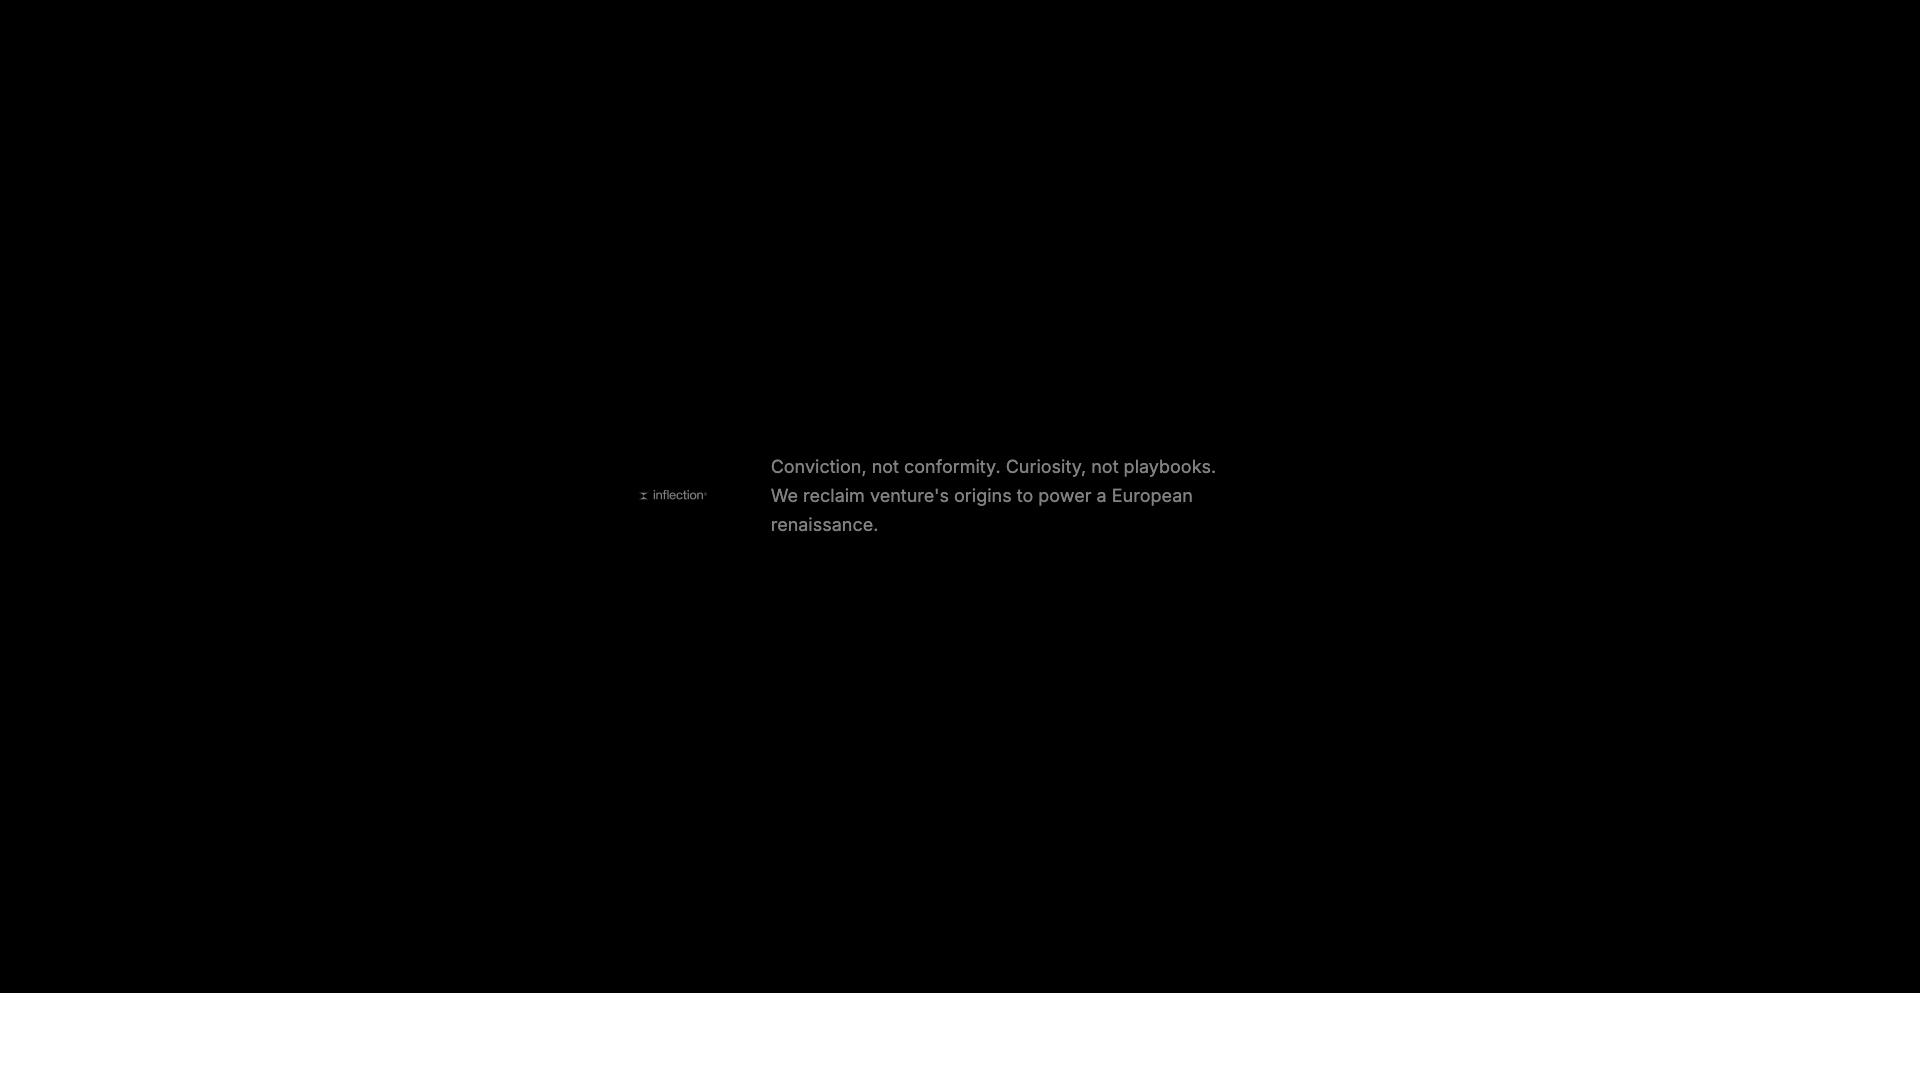 inflection
Conviction, not conformity. Curiosity, not playbooks.
We reclaim venture's origins to power a European
renaissance.